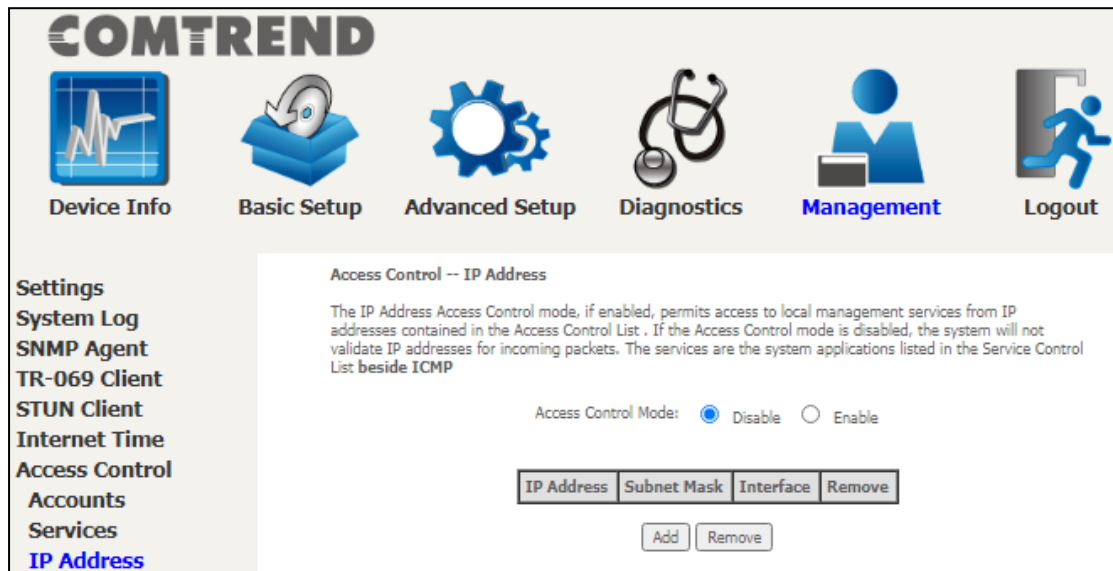 COMTREND
Device Info
Basic Setup
Advanced Setup
Diagnostics
Management
Logout
Settings
System Log
SNMP Agent
TR-069 Client
STUN Client
Internet Time
Access Control
Accounts
Services
IP Address
Access Control -- IP Address
The IP Address Access Control mode, if enabled, permits access to local management services from IP
addresses contained in the Access Control List . If the Access Control mode is disabled, the system will not
validate IP addresses for incoming packets. The services are the system applications listed in the Service Control
List beside ICMP
Access Control Mode: Disable Enable
IP Address Subnet Mask Interface Remove
Add Remove